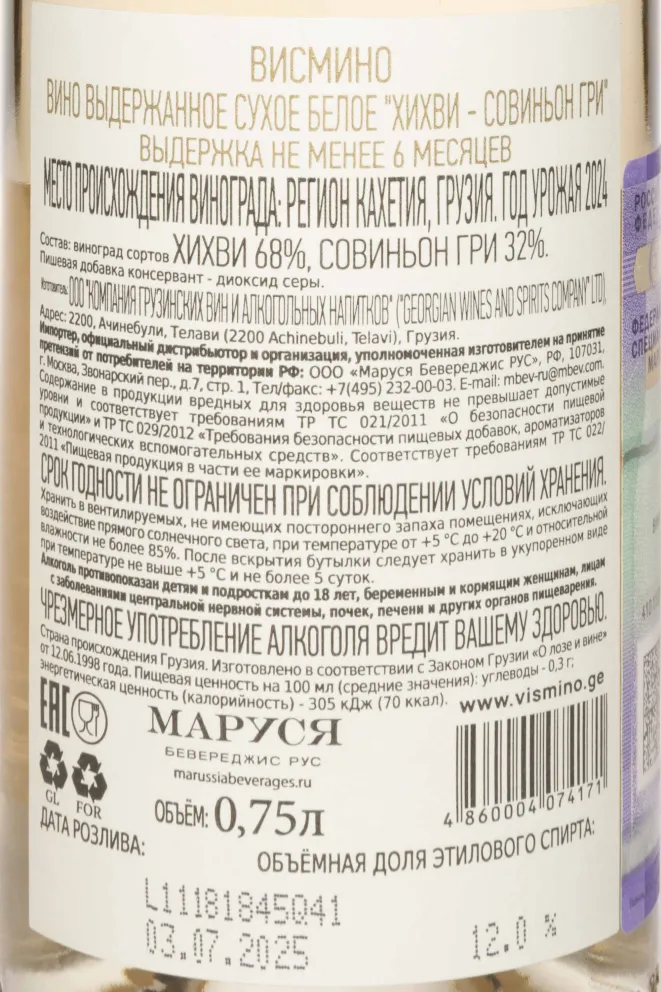 ВИСМИНО
ВИНО ВЫДЕРЖАННОЕ СУХОЕ БЕЛОЕ "ХИХВИ - СОВИНЬОН ГРИ"
ВЫДЕРЖКА НЕ МЕНЕЕ 6 МЕСЯЦЕВ
МЕСТО ПРОИСХОЖДЕНИЯ ВИНОГРАДА: РЕГИОН КАХЕТИЯ, ГРУЗИЯ. ГОД УРОЖАЯ 2024
Состав: виноград сортов ХИХВИ 68%, СОВИНЬОН ГРИ 32%.
Пищевая добавка консервант - диоксид серы.
Изготовитель: ООО "КОМПАНИЯ ГРУЗИНСКИХ ВИН И АЛКОГОЛЬНЫХ НАПИТКОВ" ("GEORGIAN WINES AND SPIRITS COMPANY" LTD),
Адрес: 2200, Ачинебули, Телави (2200 Achinebuli, Telavi), Грузия.
Импортер, официальный дистрибьютор и организация, уполномоченная изготовителем на принятие
претензий от потребителей на территории РФ: ООО «Маруся Бевереджис РУС», РФ, 107031,
г. Москва, Звонарский пер., д.7, стр. 1, Тел/факс: +7(495) 232-00-03. E-mail: mbev-ru@mbev.com.
Содержание в продукции вредных для здоровья веществ не превышает допустимые
уровни и соответствует требованиям ТР ТС 021/2011 «О безопасности пищевой
продукции» и ТР ТС 029/2012 «Требования безопасности пищевых добавок, ароматизаторов
и технологических вспомогательных средств». Соответствует требованиям ТР ТС 022/
2011 «Пищевая продукция в части ее маркировки».
СРОК ГОДНОСТИ НЕ ОГРАНИЧЕН ПРИ СОБЛЮДЕНИИ УСЛОВИЙ ХРАНЕНИЯ.
Хранить в вентилируемых, не имеющих постороннего запаха помещениях, исключающих
воздействие прямого солнечного света, при температуре от +5 °C до +20 °C и относительной
влажности не более 85%. После вскрытия бутылки следует хранить в укупоренном виде
при температуре не выше +5 °C и не более 5 суток.
Алкоголь противопоказан детям и подросткам до 18 лет, беременным и кормящим женщинам, лицам
с заболеваниями центральной нервной системы, почек, печени и других органов пищеварения.
ЧРЕЗМЕРНОЕ УПОТРЕБЛЕНИЕ АЛКОГОЛЯ ВРЕДИТ ВАШЕМУ ЗДОРОВЬЮ.
Страна происхождения Грузия. Изготовлено в соответствии с Законом Грузии «О лозе и вине»
от 12.06.1998 года. Пищевая ценность на 100 мл (средние значения): углеводы - 0,3 г;
энергетическая ценность (калорийность) - 305 кДж (70 ккал).
www.vismino.ge
EAC
МАРУСЯ
БЕВЕРЕДЖИС РУС
marussiabeverages.ru
GL FOR
ОБЪЁМ: 0,75л
4 860004 074171
ДАТА РОЗЛИВА:
ОБЪЁМНАЯ ДОЛЯ ЭТИЛОВОГО СПИРТА:
L11181845Q41
03.07.2025
12.0 %